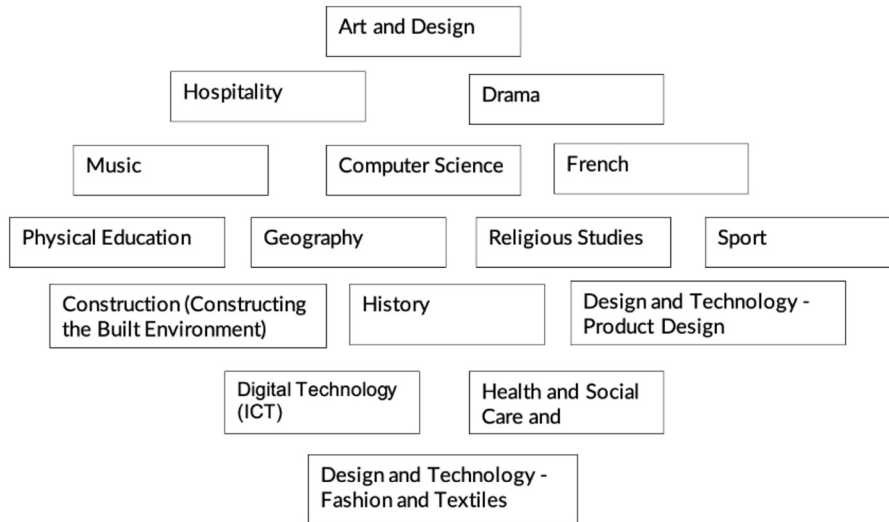 Art and Design
Hospitality
Drama
Music
Computer Science
French
Physical Education
Geography
Religious Studies
Sport
Construction (Constructing
the Built Environment)
History
Design and Technology -
Product Design
Digital Technology
(ICT)
Health and Social
Care and
Design and Technology -
Fashion and Textiles